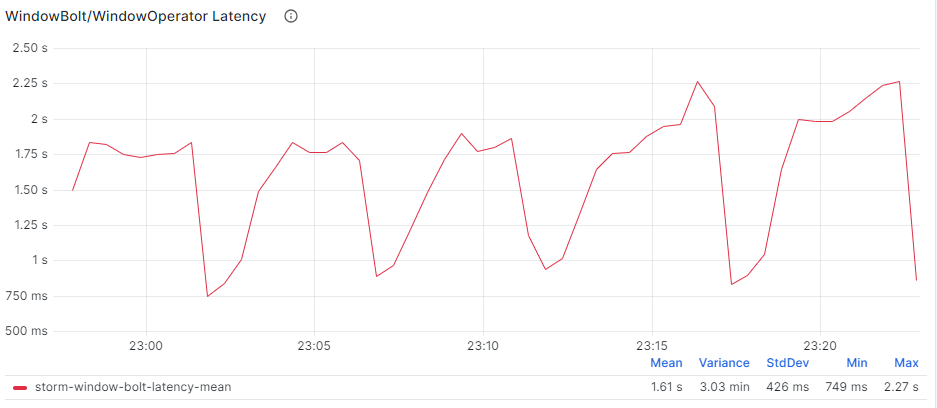 WindowBolt/WindowOperator Latency
2.50 s
2.25 s
2 s
1.75 s
1.50 s
1.25 s
1 s
750 ms
500 ms
23:00 23:05 23:10 23:15 23:20
Mean Variance StdDev Min Max
storm-window-bolt-latency-mean 1.61 s 3.03 min 426 ms 749 ms 2.27 s